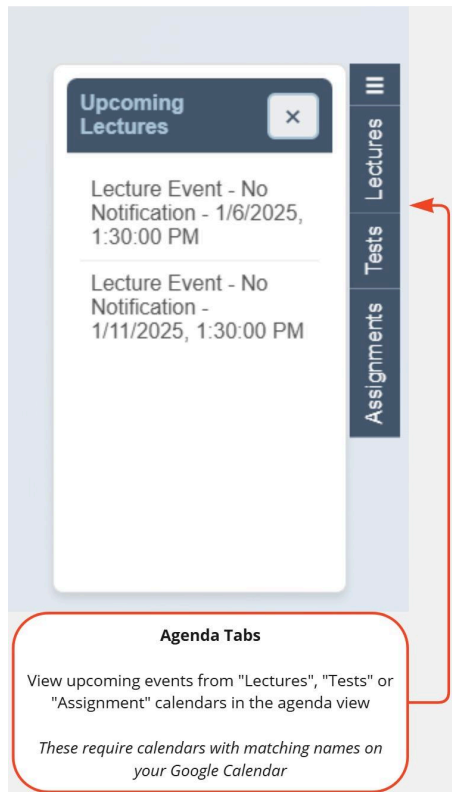 Upcoming
Lectures
×
Lecture Event - No
Notification - 1/6/2025,
1:30:00 PM
Lecture Event - No
Notification -
1/11/2025, 1:30:00 PM
Lectures
Tests
Assignments
Agenda Tabs
View upcoming events from "Lectures", "Tests" or
"Assignment" calendars in the agenda view
These require calendars with matching names on
your Google Calendar